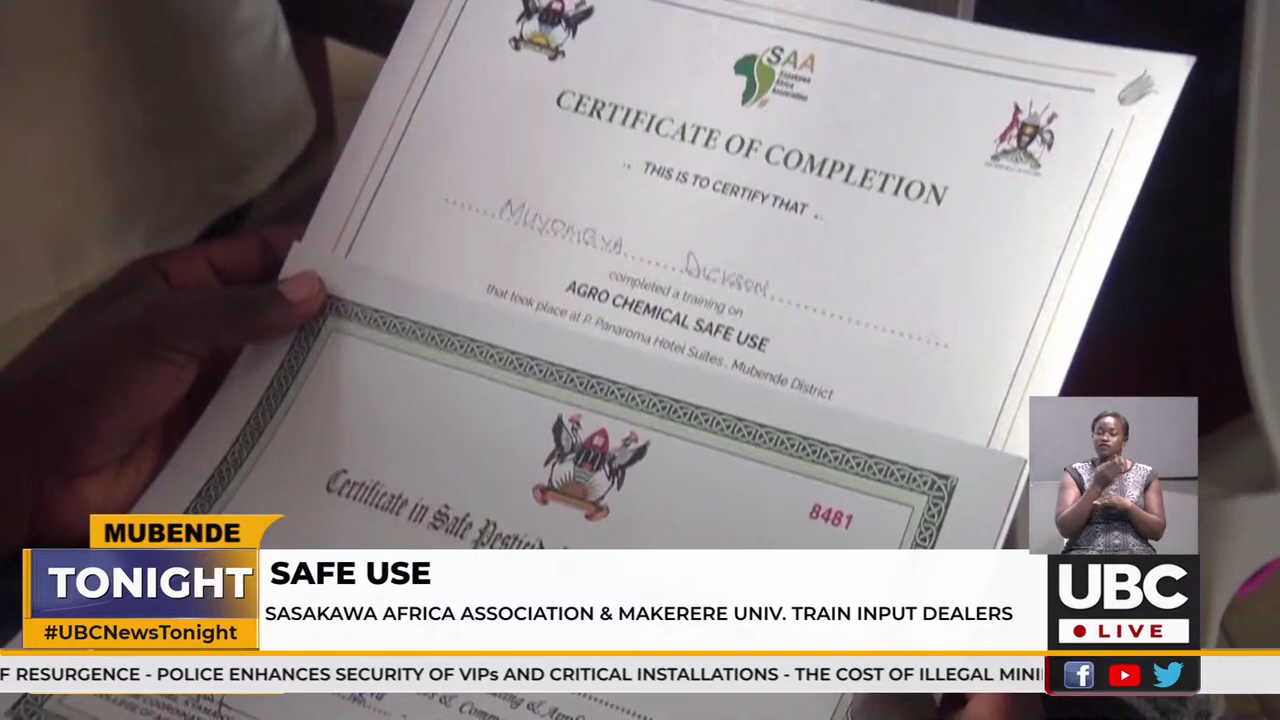 SAA
Sasakawa
Africa
Association
CERTIFICATE OF COMPLETION
THIS IS TO CERTIFY THAT
MUYOMBYA DICKSON
completed a training on
AGRO CHEMICAL SAFE USE
that took place at P. Panaroma Hotel Suites , Mubende District
Certificate in Safe
8481
MUBENDE
TONIGHT
#UBCNewsTonight
SAFE USE
SASAKAWA AFRICA ASSOCIATION & MAKERERE UNIV. TRAIN INPUT DEALERS
UBC
LIVE
F RESURGENCE - POLICE ENHANCES SECURITY OF VIPs AND CRITICAL INSTALLATIONS - THE COST OF ILLEGAL MINI